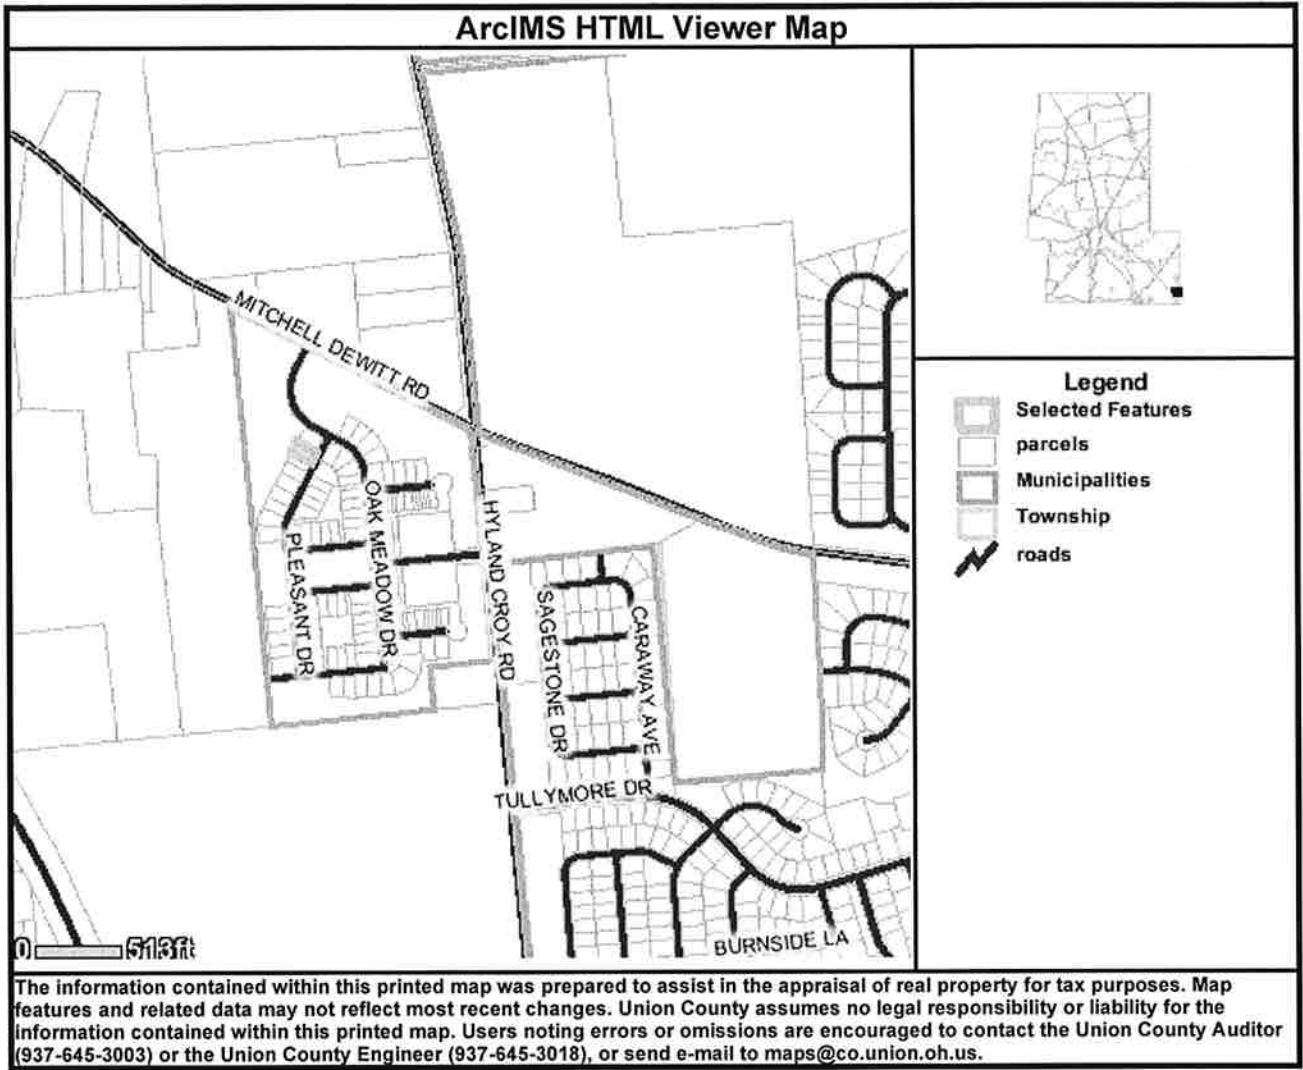 ArcIMS HTML Viewer Map
MITCHELL DEWITT RD
OAK MEADOW DR
PLEASANT DR
HYLAND CROY RD
SAGESTONE DR
CARAWAY AVE
TULLYMORE DR
BURNSIDE LA
0 513ft
Legend
Selected Features
parcels
Municipalities
Township
roads
The information contained within this printed map was prepared to assist in the appraisal of real property for tax purposes. Map
features and related data may not reflect most recent changes. Union County assumes no legal responsibility or liability for the
information contained within this printed map. Users noting errors or omissions are encouraged to contact the Union County Auditor
(937-645-3003) or the Union County Engineer (937-645-3018), or send e-mail to maps@co.union.oh.us.